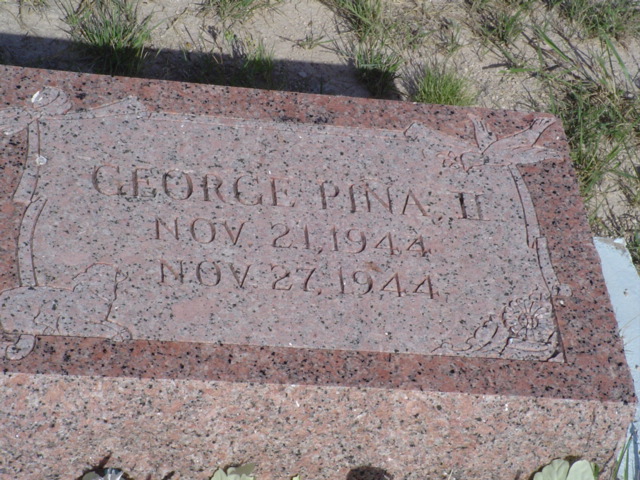 GEORGE PINA, II
NOV 21, 1944
NOV 27, 1944